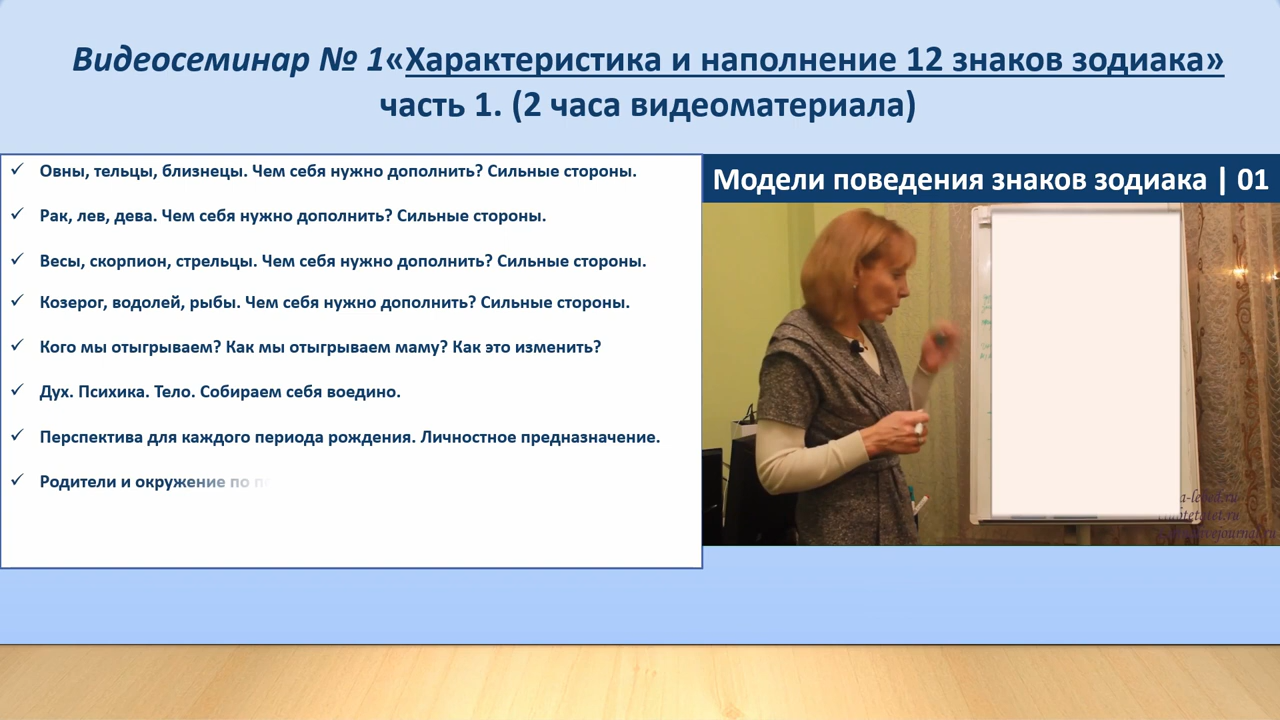 Видеосеминар № 1«Характеристика и наполнение 12 знаков зодиака»
часть 1. (2 часа видеоматериала)
Овны, тельцы, близнецы. Чем себя нужно дополнить? Сильные стороны.
Рак, лев, дева. Чем себя нужно дополнить? Сильные стороны.
Весы, скорпион, стрельцы. Чем себя нужно дополнить? Сильные стороны.
Козерог, водолей, рыбы. Чем себя нужно дополнить? Сильные стороны.
Кого мы отыгрываем? Как мы отыгрываем маму? Как это изменить?
Дух. Психика. Тело. Собираем себя воедино.
Перспектива для каждого периода рождения. Личностное предназначение.
Родители и окружение по
Модели поведения знаков зодиака | 01